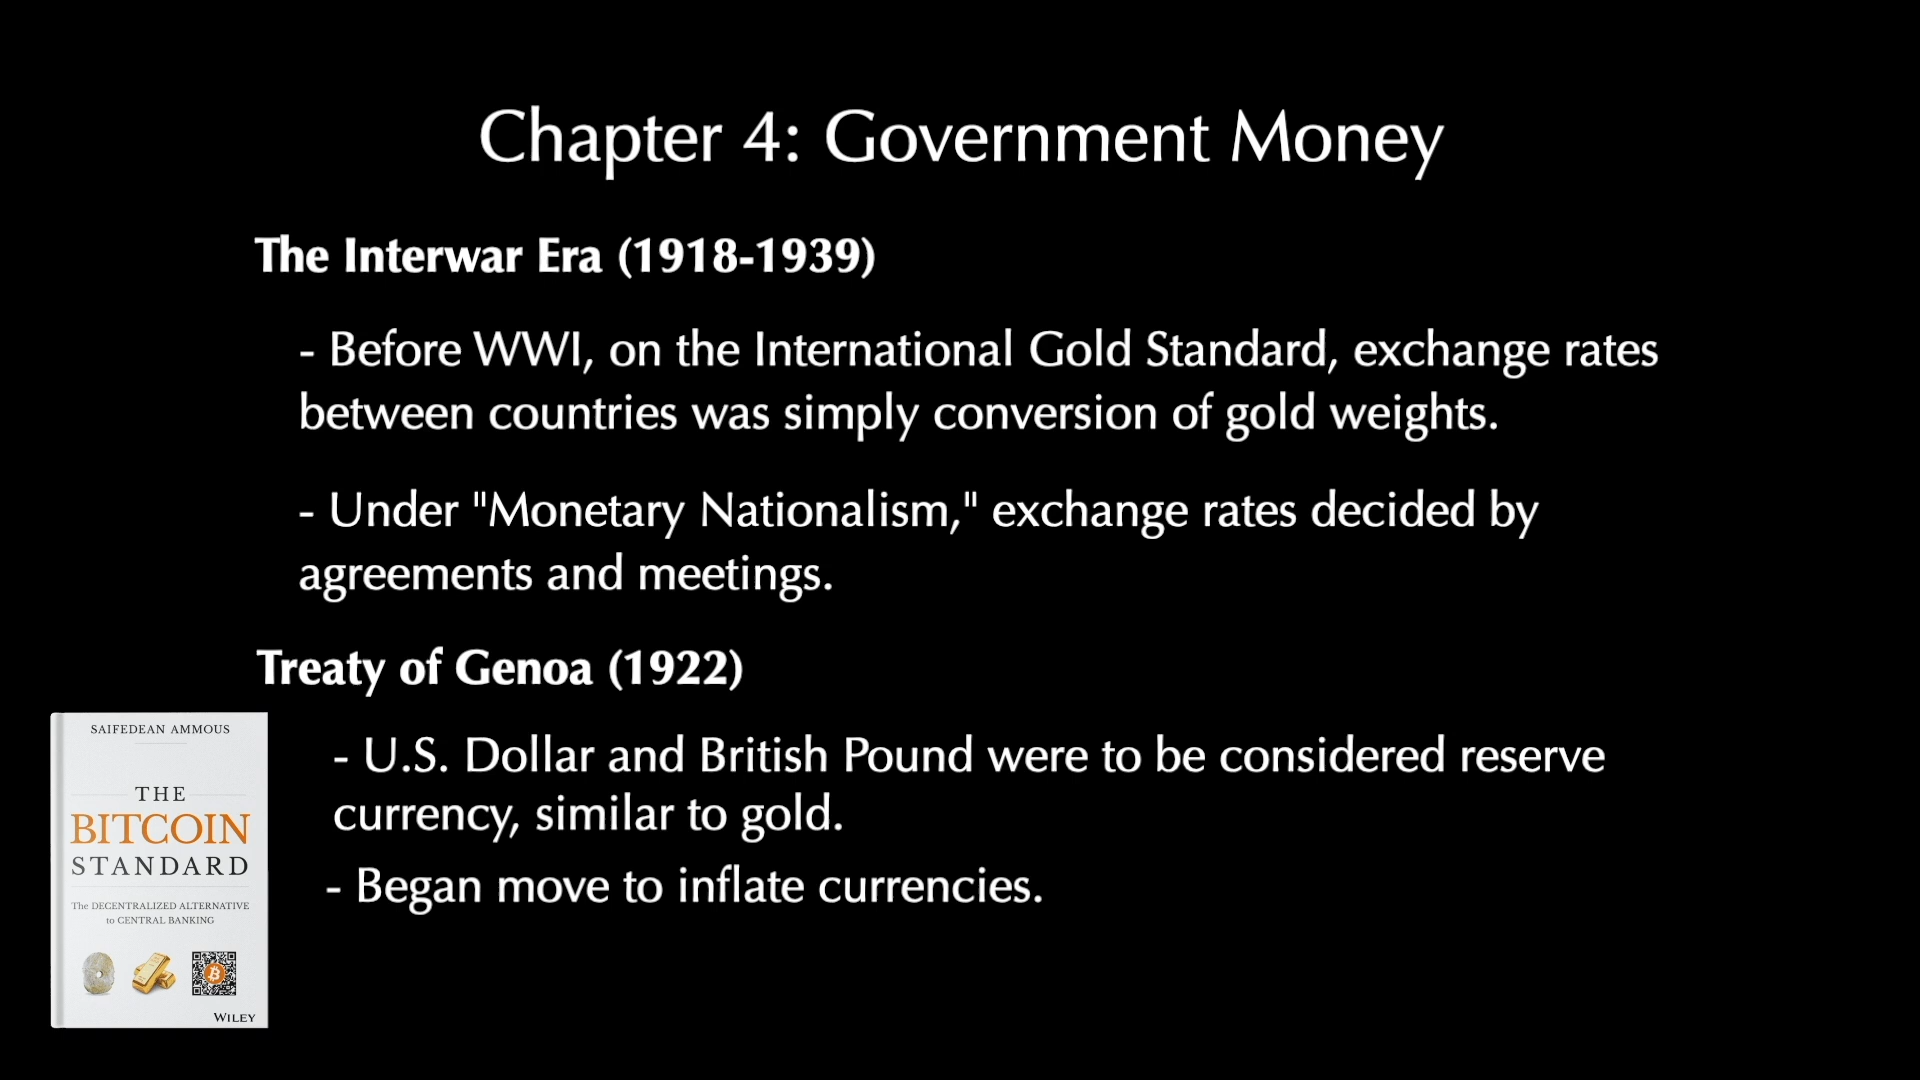 Chapter 4: Government Money
The Interwar Era (1918-1939)
- Before WWI, on the International Gold Standard, exchange rates
between countries was simply conversion of gold weights.
- Under "Monetary Nationalism," exchange rates decided by
agreements and meetings.
Treaty of Genoa (1922)
- U.S. Dollar and British Pound were to be considered reserve
currency, similar to gold.
- Began move to inflate currencies.
SAIFEDEAN AMMOUS
THE
BITCOIN
STANDARD
The DECENTRALIZED ALTERNATIVE
to CENTRAL BANKING
WILEY